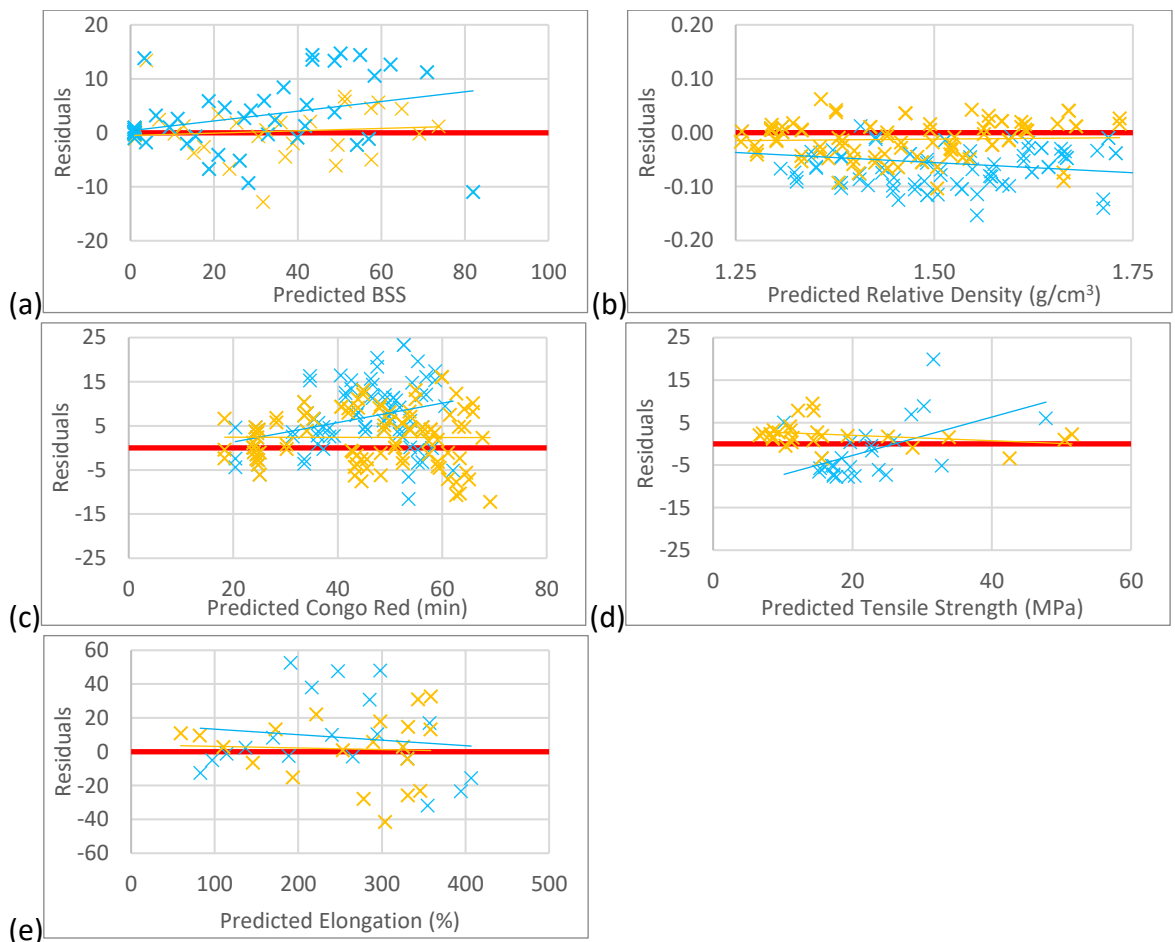 20
10
0
-10
-20
Residuals
0 20 40 60 80 100
Predicted BSS
(a)
0.20
0.10
0.00
-0.10
-0.20
Residuals
1.25 1.50 1.75
Predicted Relative Density (g/cm³)
(b)
25
15
5
-5
-15
-25
Residuals
0 20 40 60 80
Predicted Congo Red (min)
(c)
25
15
5
-5
-15
-25
Residuals
0 20 40 60
Predicted Tensile Strength (MPa)
(d)
60
40
20
0
-20
-40
-60
Residuals
0 100 200 300 400 500
Predicted Elongation (%)
(e)